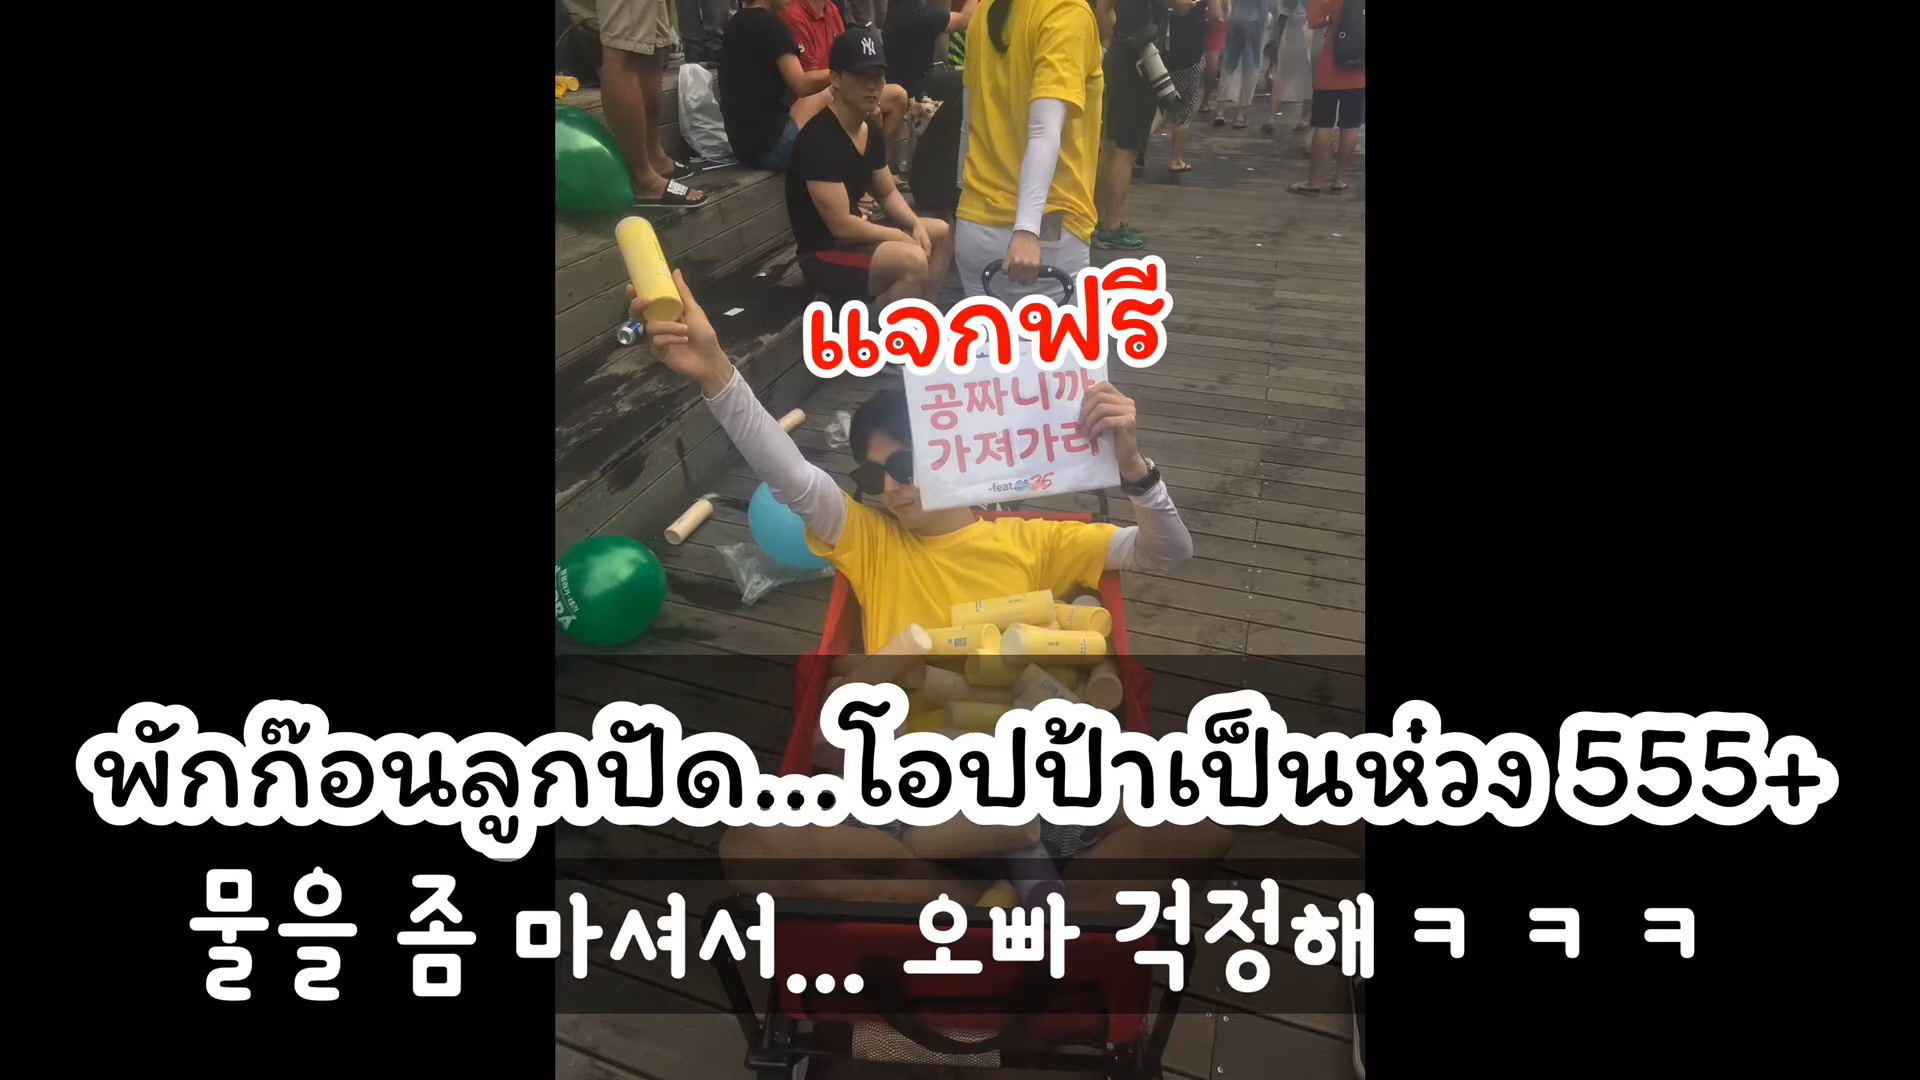 แจกฟรี
공짜니까
가져가라
-feat.
พักก๊อนลูกปัด...โอปป้าเป็นห่วง 555+
물을 좀 마셔서... 오빠 걱정해 ㅋ ㅋ ㅋ